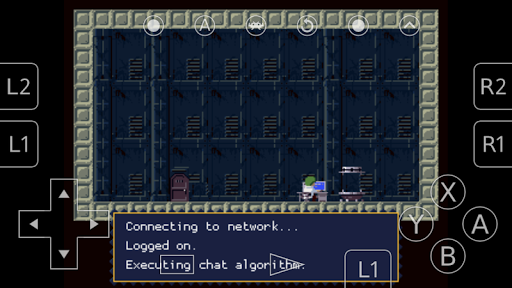 A
L2
R2
L1
R1
X
Y
A
B
Connecting to network...
Logged on.
Executing chat algorithm.
L1